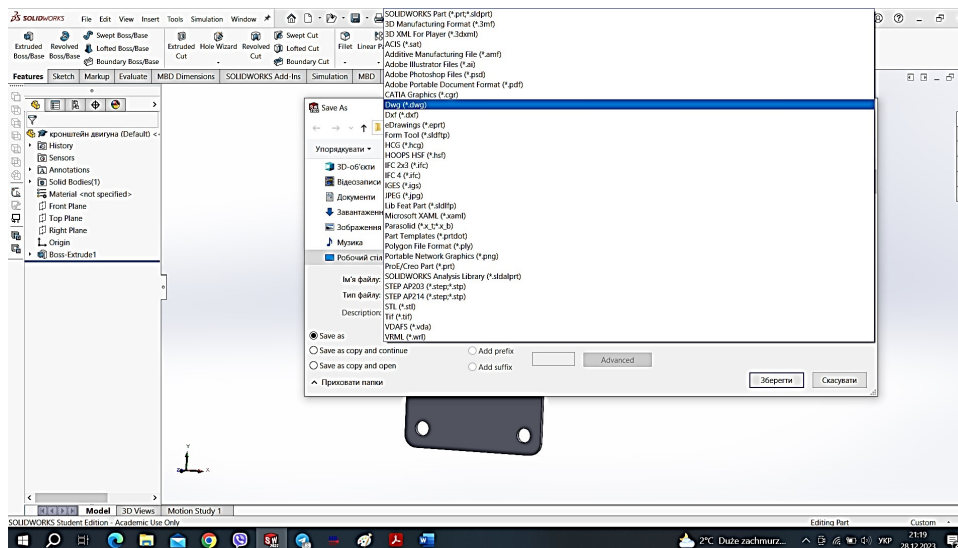 SOLIDWORKS File Edit View Insert Tools Simulation Window
Extruded Boss/Base
Revolved Boss/Base
Swept Boss/Base
Lofted Boss/Base
Boundary Boss/Base
Extruded Cut
Hole Wizard
Revolved Cut
Swept Cut
Lofted Cut
Boundary Cut
Fillet
Linear
Features Sketch Markup Evaluate MBD Dimensions SOLIDWORKS Add-Ins Simulation MBD
кронштейн двигуна (Default) <-
History
Sensors
Annotations
Solid Bodies(1)
Material <not specified>
Front Plane
Top Plane
Right Plane
Origin
Boss-Extrude1
Save As
Упорядкувати
3D-об'єкти
Відеозаписи
Документи
Завантаженн
Зображення
Музика
Робочий стіл
Ім'я файлу:
Тип файлу:
Description:
SOLIDWORKS Part (*.prt;*.sldprt)
3D Manufacturing Format (*.3mf)
3D XML For Player (*.3dxml)
ACIS (*.sat)
Additive Manufacturing File (*.amf)
Adobe Illustrator Files (*.ai)
Adobe Photoshop Files (*.psd)
Adobe Portable Document Format (*.pdf)
CATIA Graphics (*.cgr)
Dwg (*.dwg)
Dxf (*.dxf)
eDrawings (*.eprt)
Form Tool (*.sldftp)
HCG (*.hcg)
HOOPS HSF (*.hsf)
IFC 2x3 (*.ifc)
IFC 4 (*.ifc)
IGES (*.igs)
JPEG (*.jpg)
Lib Feat Part (*.sldlfp)
Microsoft XAML (*.xaml)
Parasolid (*.x_t;*.x_b)
Part Templates (*.prtdot)
Polygon File Format (*.ply)
Portable Network Graphics (*.png)
ProE/Creo Part (*.prt)
SOLIDWORKS Analysis Library (*.sldalprt)
STEP AP203 (*.step;*.stp)
STEP AP214 (*.step;*.stp)
STL (*.stl)
Tif (*.tif)
VDAFS (*.vda)
VRML (*.wrl)
Save as
Save as copy and continue
Save as copy and open
Add prefix
Add suffix
Advanced
Приховати папки
Зберегти
Скасувати
Y
X
Z
Model 3D Views Motion Study 1
SOLIDWORKS Student Edition - Academic Use Only
Editing Part
Custom
2°C Duże zachmurz...
УКР
21:19
28.12.2023